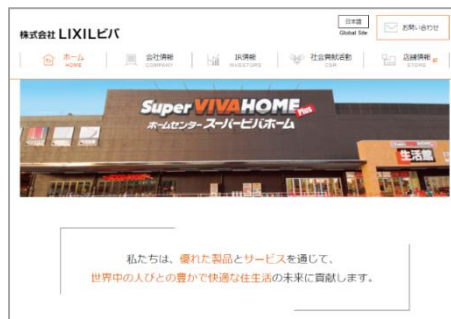 株式会社 LIXILビバ
日本語
Global Site
お問い合わせ
ホーム
HOME
会社情報
COMPANY
IR情報
INVESTORS
社会貢献活動
CSR
店舗情報
STORE
Super VIVAHOME Plus
ホームセンター スーパービバホーム
生活館
私たちは、優れた製品とサービスを通じて、
世界中の人びとの豊かで快適な住生活の未来に貢献します。